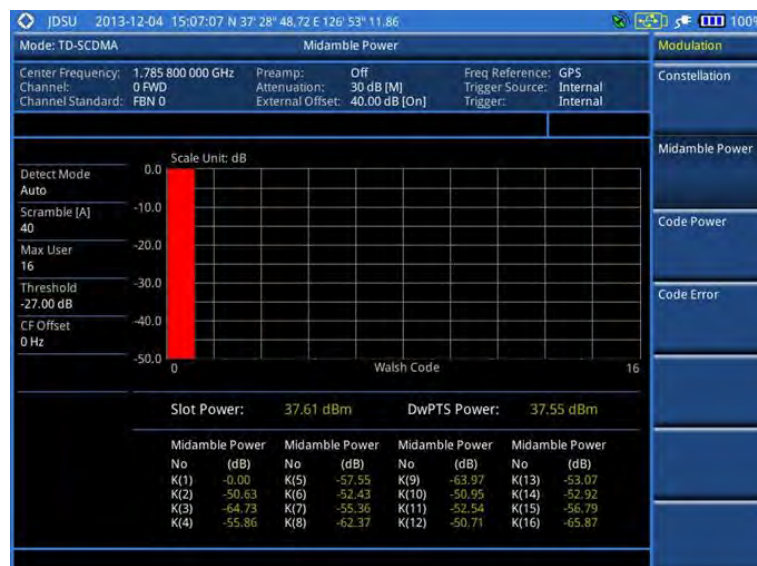 JDSU 2013-12-04 15:07:07 N 37' 28" 48.72 E 126' 53" 11.86 100%
Mode: TD-SCDMA Midamble Power Modulation
Center Frequency: 1.785 800 000 GHz Preamp: Off Freq Reference: GPS
Channel: 0 FWD Attenuation: 30 dB [M] Trigger Source: Internal
Channel Standard: FBN 0 External Offset: 40.00 dB [On] Trigger: Internal
Constellation
Midamble Power
Code Power
Code Error
Detect Mode
Auto
Scramble [A]
40
Max User
16
Threshold
-27.00 dB
CF Offset
0 Hz
Scale Unit: dB
0.0
-10.0
-20.0
-30.0
-40.0
-50.0
0 Walsh Code 16
Slot Power: 37.61 dBm DwPTS Power: 37.55 dBm
Midamble Power Midamble Power Midamble Power Midamble Power
No (dB) No (dB) No (dB) No (dB)
K(1) -0.00 K(5) -57.55 K(9) -63.97 K(13) -53.07
K(2) -50.63 K(6) -52.43 K(10) -50.95 K(14) -52.92
K(3) -64.73 K(7) -55.36 K(11) -52.54 K(15) -56.79
K(4) -55.86 K(8) -62.37 K(12) -50.71 K(16) -65.87